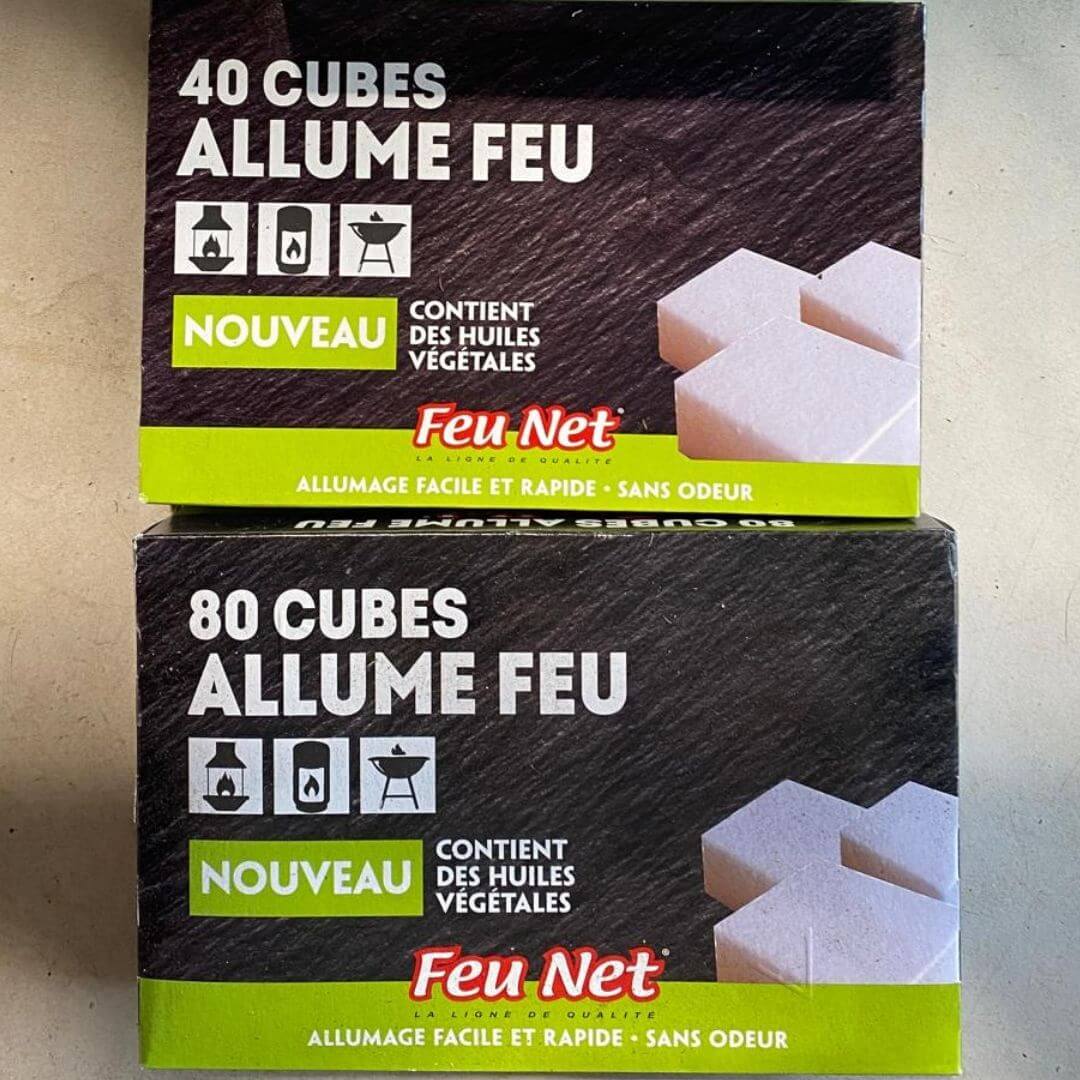 40 CUBES
ALLUME FEU
NOUVEAU
CONTIENT
DES HUILES
VÉGÉTALES
Feu Net
LA LIGNE DE QUALITÉ
ALLUMAGE FACILE ET RAPIDE • SANS ODEUR
80 CUBES ALLUME FEU
80 CUBES
ALLUME FEU
NOUVEAU
CONTIENT
DES HUILES
VÉGÉTALES
Feu Net®
LA LIGNE DE QUALITÉ
ALLUMAGE FACILE ET RAPIDE • SANS ODEUR